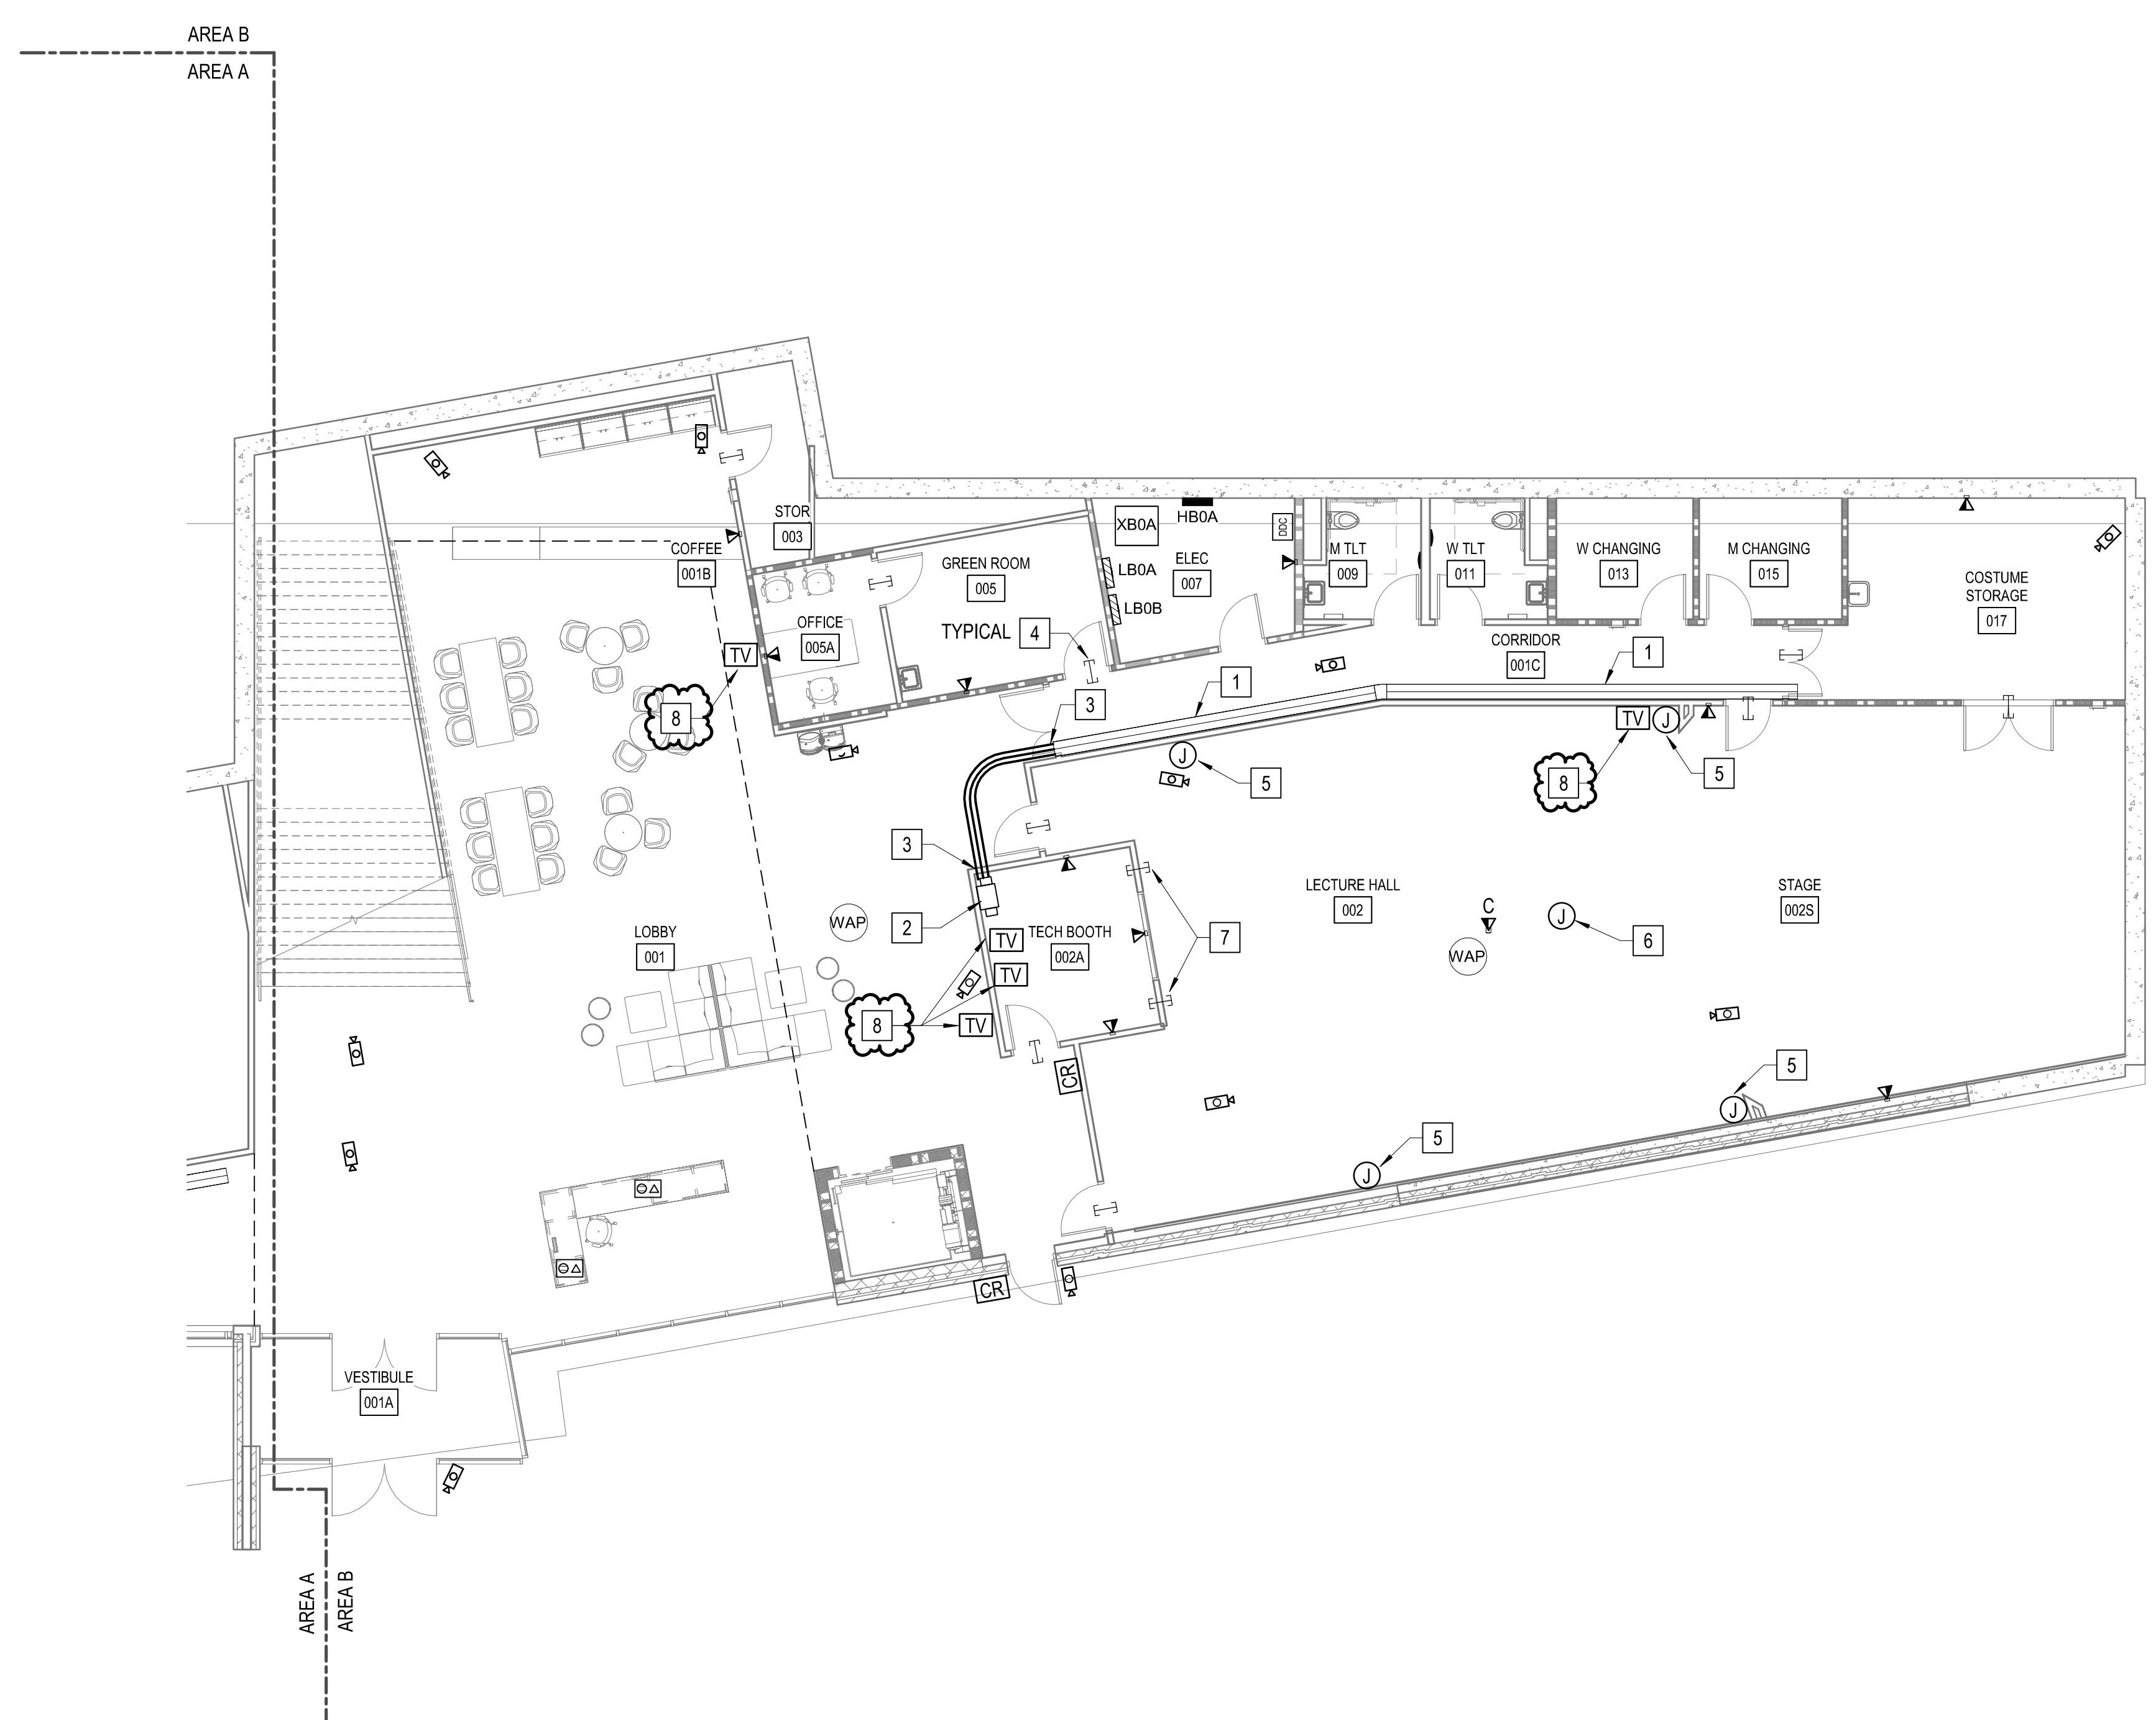 AREA B
AREA A
STOR
003
COFFEE
001B
XB0A
HB0A
DDC
LB0A
ELEC
007
LB0B
M TLT
009
W TLT
011
W CHANGING
013
M CHANGING
015
COSTUME
STORAGE
017
GREEN ROOM
005
OFFICE
005A
TYPICAL
4
CORRIDOR
001C
1
1
TV
8
3
TV
J
5
8
J
5
3
2
WAP
LOBBY
001
TV
TECH BOOTH
002A
TV
8
TV
7
LECTURE HALL
002
C
WAP
J
6
STAGE
002S
CR
5
J
5
J
CR
VESTIBULE
001A
AREA A
AREA B